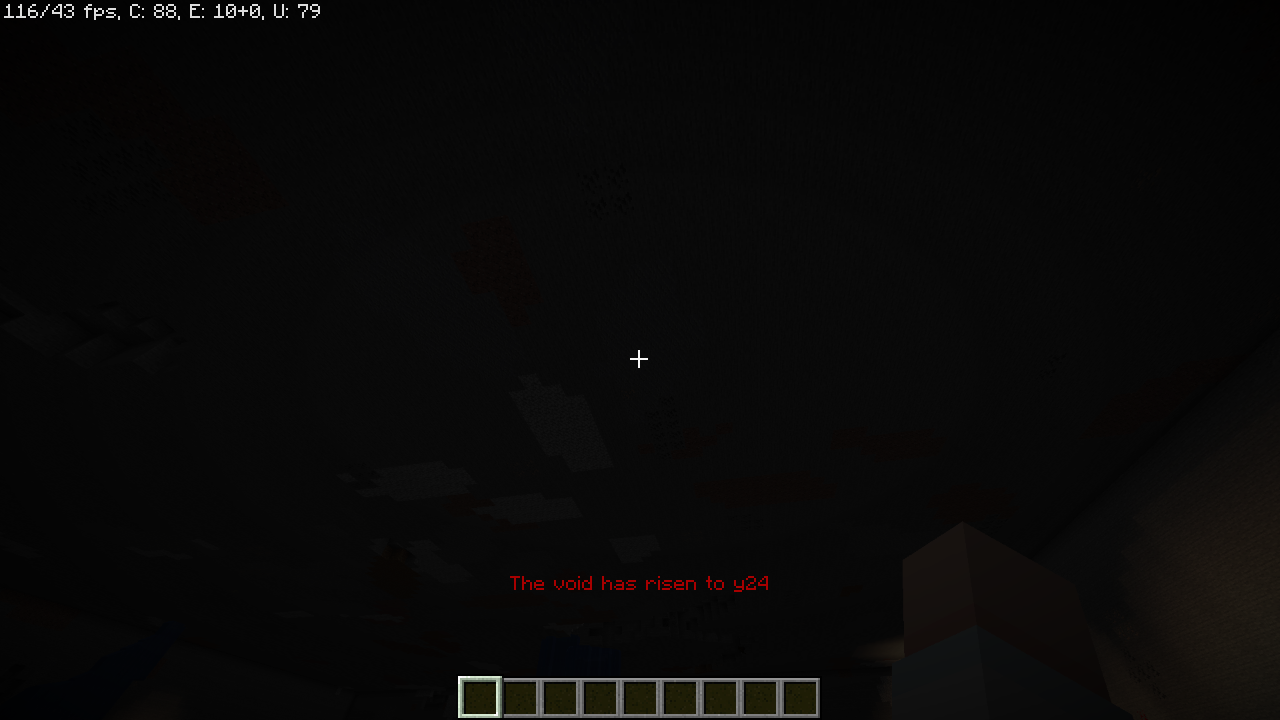 116/43 fps, C: 88, E: 10+0, U: 79
The void has risen to y24